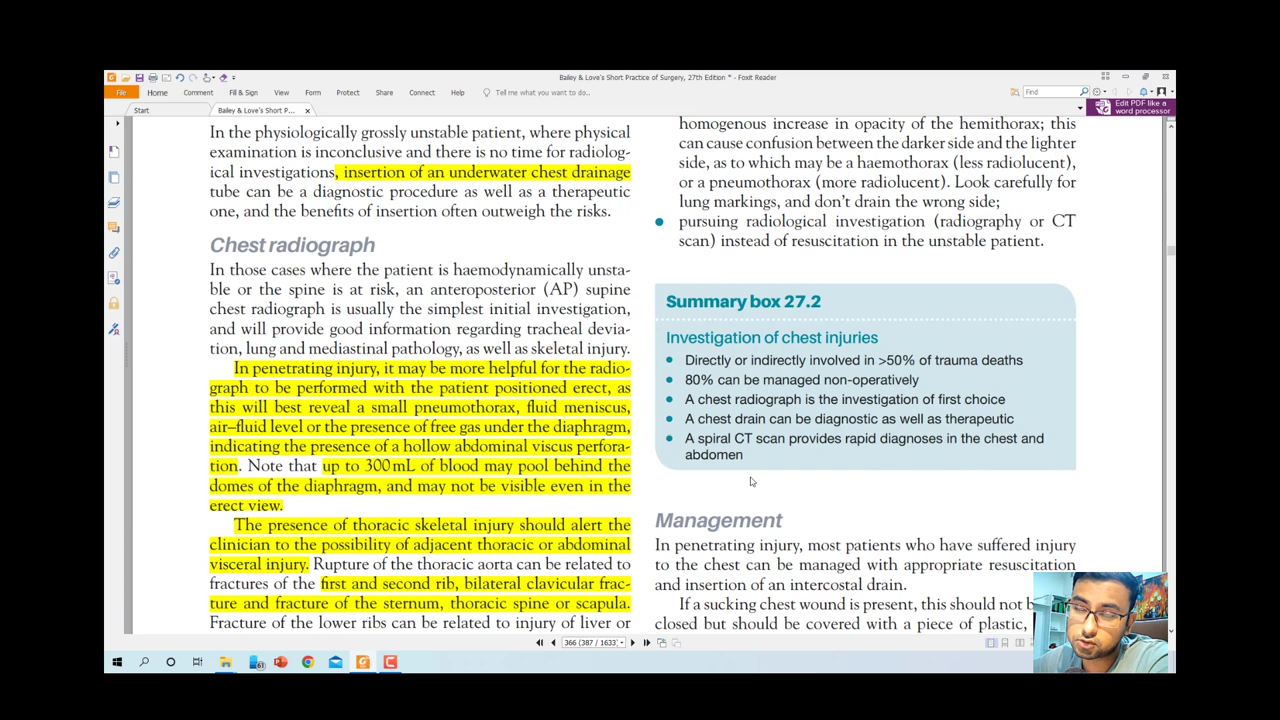 Bailey & Love's Short Practice of Surgery, 27th Edition * - Foxit Reader
File Home Comment Fill & Sign View Form Protect Share Connect Help Tell me what you want to do... Find
Start Bailey & Love's Short P... Edit PDF like a
word processor
In the physiologically grossly unstable patient, where physical
examination is inconclusive and there is no time for radiolog-
ical investigations, insertion of an underwater chest drainage
tube can be a diagnostic procedure as well as a therapeutic
one, and the benefits of insertion often outweigh the risks.
Chest radiograph
In those cases where the patient is haemodynamically unsta-
ble or the spine is at risk, an anteroposterior (AP) supine
chest radiograph is usually the simplest initial investigation,
and will provide good information regarding tracheal devia-
tion, lung and mediastinal pathology, as well as skeletal injury.
In penetrating injury, it may be more helpful for the radio-
graph to be performed with the patient positioned erect, as
this will best reveal a small pneumothorax, fluid meniscus,
air–fluid level or the presence of free gas under the diaphragm,
indicating the presence of a hollow abdominal viscus perfora-
tion. Note that up to 300 mL of blood may pool behind the
domes of the diaphragm, and may not be visible even in the
erect view.
The presence of thoracic skeletal injury should alert the
clinician to the possibility of adjacent thoracic or abdominal
visceral injury. Rupture of the thoracic aorta can be related to
fractures of the first and second rib, bilateral clavicular frac-
ture and fracture of the sternum, thoracic spine or scapula.
Fracture of the lower ribs can be related to injury of liver or
homogenous increase in opacity of the hemithorax; this
can cause confusion between the darker side and the lighter
side, as to which may be a haemothorax (less radiolucent),
or a pneumothorax (more radiolucent). Look carefully for
lung markings, and don't drain the wrong side;
• pursuing radiological investigation (radiography or CT
scan) instead of resuscitation in the unstable patient.
Summary box 27.2
Investigation of chest injuries
• Directly or indirectly involved in >50% of trauma deaths
• 80% can be managed non-operatively
• A chest radiograph is the investigation of first choice
• A chest drain can be diagnostic as well as therapeutic
• A spiral CT scan provides rapid diagnoses in the chest and
abdomen
Management
In penetrating injury, most patients who have suffered injury
to the chest can be managed with appropriate resuscitation
and insertion of an intercostal drain.
If a sucking chest wound is present, this should not
closed but should be covered with a piece of plastic,
366 (387 / 1633)
61